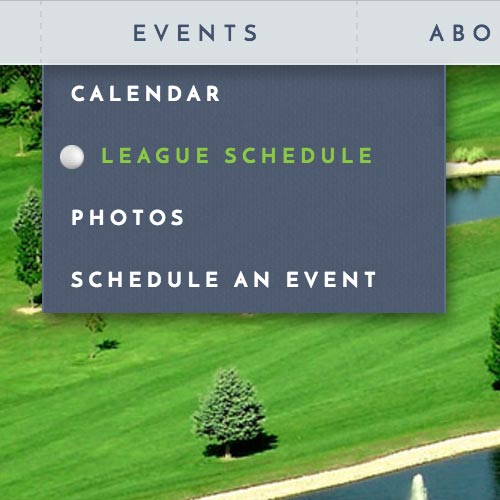 EVENTS
ABO
CALENDAR
LEAGUE SCHEDULE
PHOTOS
SCHEDULE AN EVENT